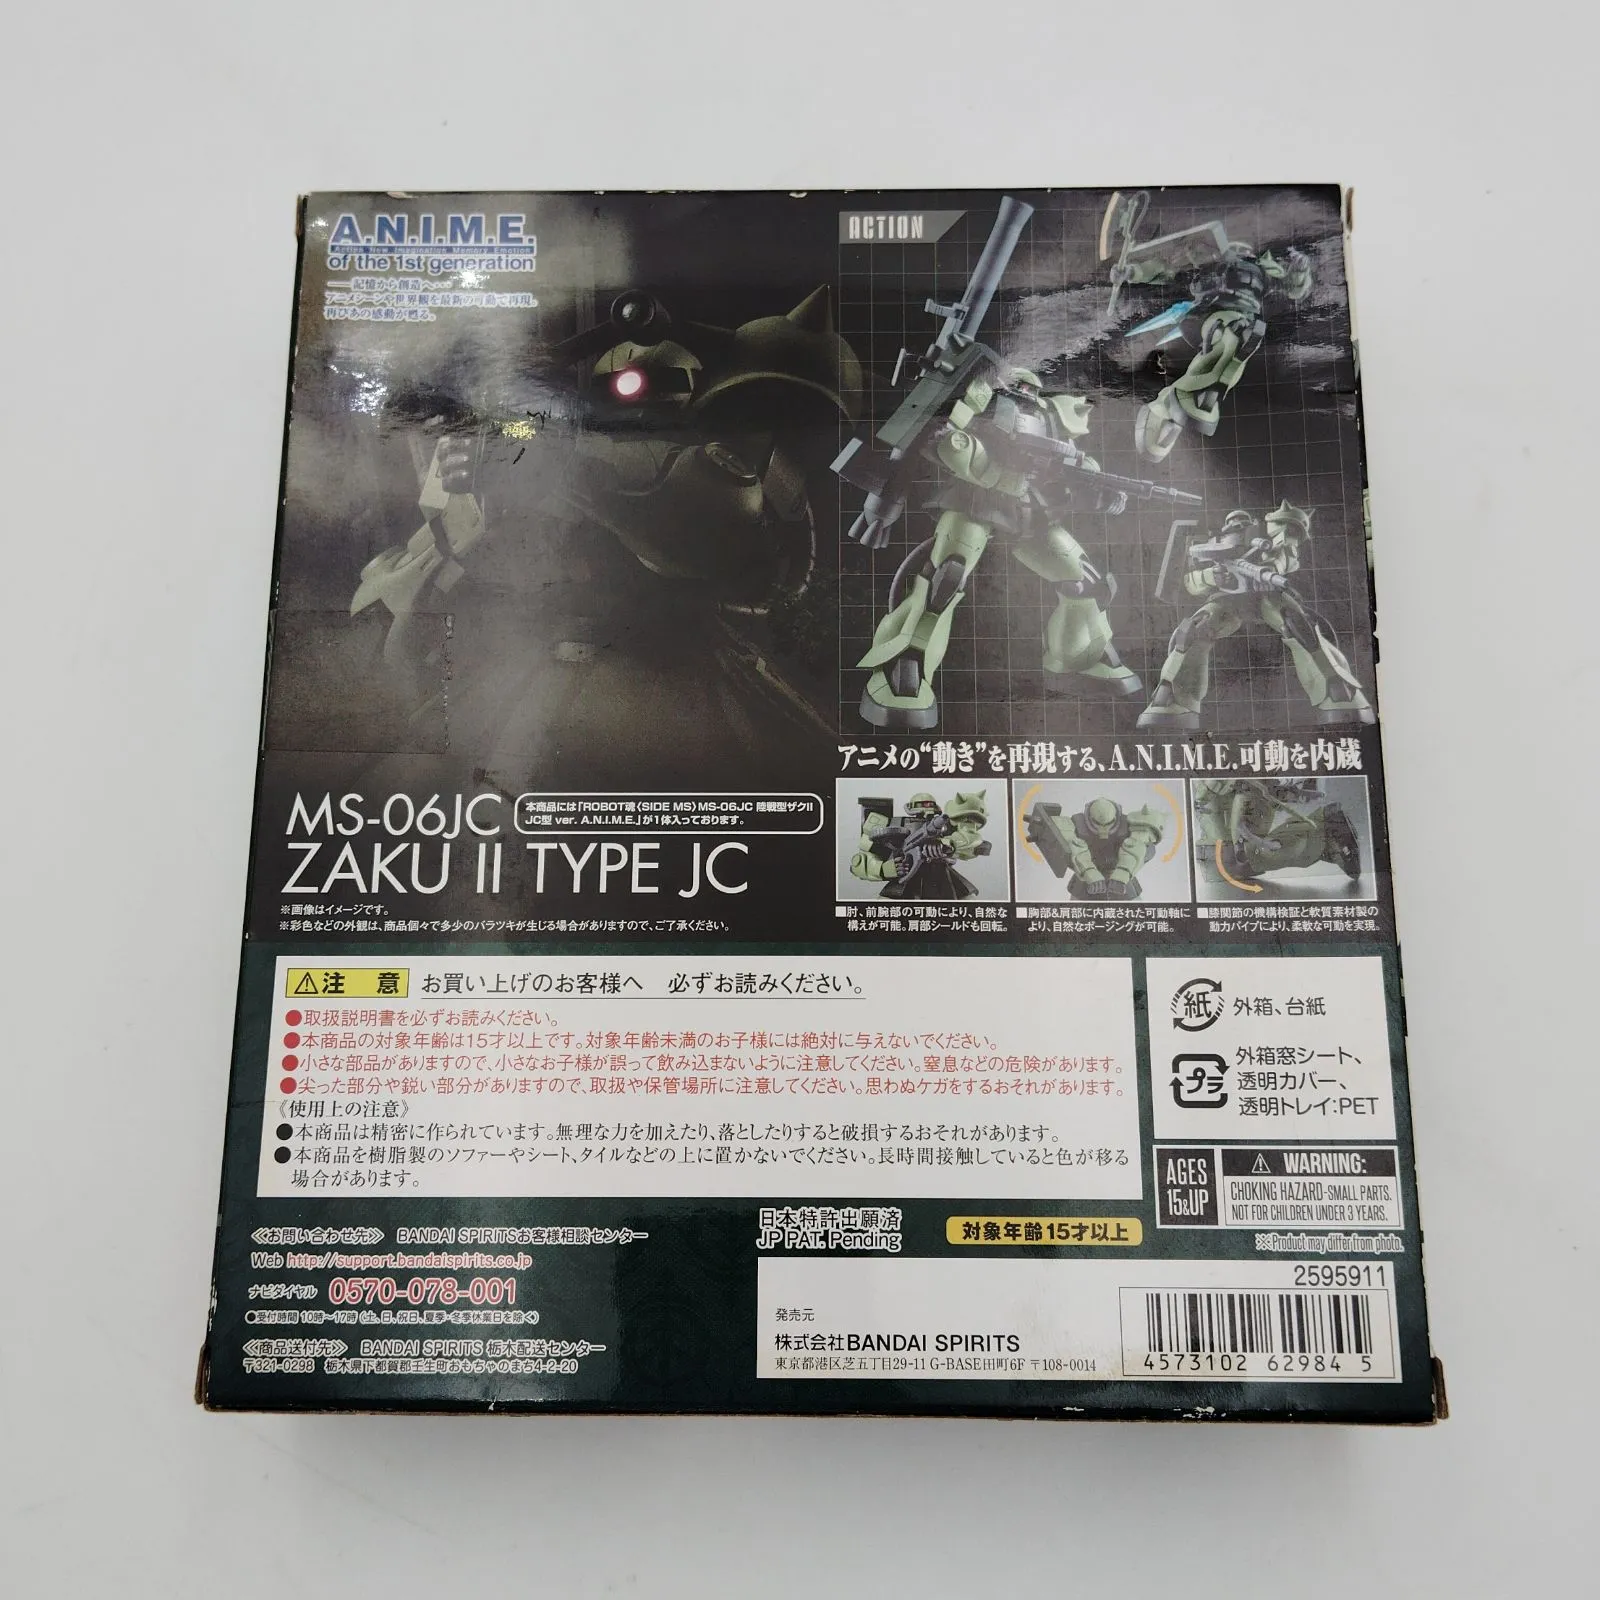 A.N.I.M.E.
Action New Imagination Memory Emotion
of the 1st generation
――記憶から創造へ…
アニメシーンや世界観を最新の可動で再現。
再びあの感動が甦る。
ACTION
アニメの“動き”を再現する、A.N.I.M.E.可動を内蔵
■肘、前腕部の可動により、自然な
構えが可能。肩部シールドも回転。
■胸部&肩部に内蔵された可動軸に
より、自然なポージングが可能。
■膝関節の機構検証と軟質素材製の
動力パイプにより、柔軟な可動を実現。
MS-06JC
本商品には「ROBOT魂〈SIDE MS〉MS-06JC 陸戦型ザクII
JC型 ver. A.N.I.M.E.」が1体入っております。
ZAKU II TYPE JC
※画像はイメージです。
※彩色などの外観は、商品個々で多少のバラツキが生じる場合がありますので、ご了承ください。
⚠注 意 お買い上げのお客様へ 必ずお読みください。
●取扱説明書を必ずお読みください。
●本商品の対象年齢は15才以上です。対象年齢未満のお子様には絶対に与えないでください。
●小さな部品がありますので、小さなお子様が誤って飲み込まないように注意してください。窒息などの危険があります。
●尖った部分や鋭い部分がありますので、取扱や保管場所に注意してください。思わぬケガをするおそれがあります。
《使用上の注意》
●本商品は精密に作られています。無理な力を加えたり、落としたりすると破損するおそれがあります。
●本商品を樹脂製のソファーやシート、タイルなどの上に置かないでください。長時間接触していると色が移る
場合があります。
紙 外箱、台紙
プラ 外箱窓シート、
透明カバー、
透明トレイ:PET
AGES
15&UP
⚠ WARNING:
CHOKING HAZARD-SMALL PARTS.
NOT FOR CHILDREN UNDER 3 YEARS.
※Product may differ from photo.
≪お問い合わせ先≫ BANDAI SPIRITSお客様相談センター
Web http://support.bandaispirits.co.jp
ナビダイヤル 0570-078-001
●受付時間 10時〜17時（土、日、祝日、夏季・冬季休業日を除く）
≪商品送付先≫ BANDAI SPIRITS 栃木配送センター
〒321-0298 栃木県下都賀郡壬生町おもちゃのまち4-2-20
日本特許出願済
JP PAT. Pending
対象年齢 15才以上
2595911
発売元
株式会社BANDAI SPIRITS
東京都港区芝五丁目29-11 G-BASE田町6F 〒108-0014
4573102 62984 5